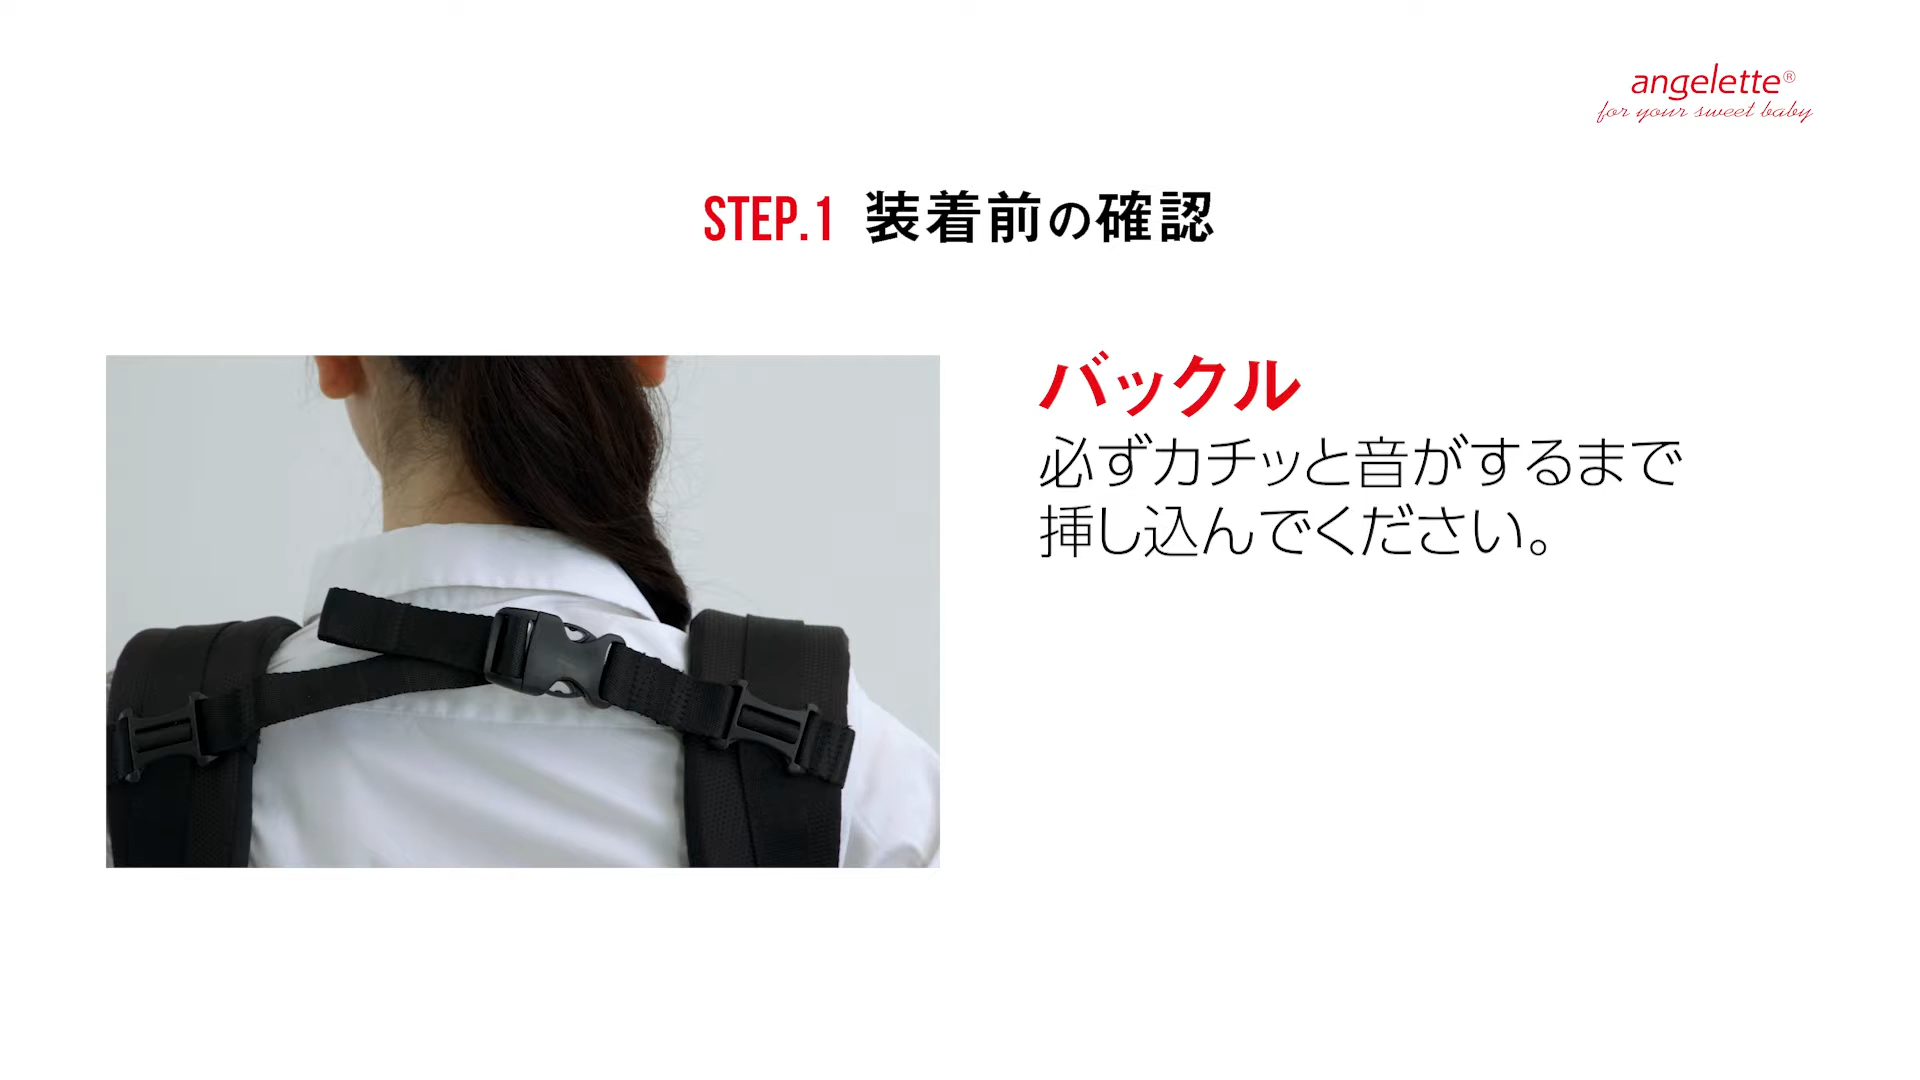 angelette®
for your sweet baby
STEP.1 装着前の確認
バックル
必ずカチッと音がするまで
挿し込んでください。